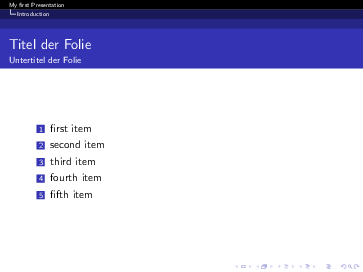 My first Presentation
Introduction
Titel der Folie
Untertitel der Folie
1 first item
2 second item
3 third item
4 fourth item
5 fifth item